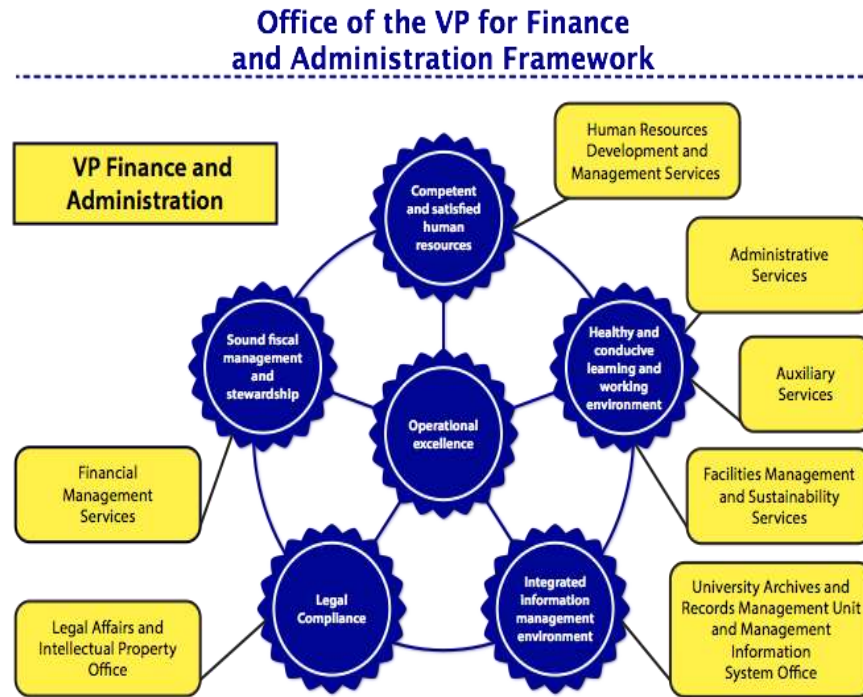 Office of the VP for Finance
and Administration Framework
VP Finance and
Administration
Human Resources
Development and
Management Services
Competent
and satisfied
human
resources
Administrative
Services
Sound fiscal
management
and
stewardship
Healthy and
conducive
learning and
working
environment
Auxiliary
Services
Operational
excellence
Financial
Management
Services
Facilities Management
and Sustainability
Services
Legal
Compliance
Integrated
information
management
environment
Legal Affairs and
Intellectual Property
Office
University Archives and
Records Management Unit
and Management
Information
System Office